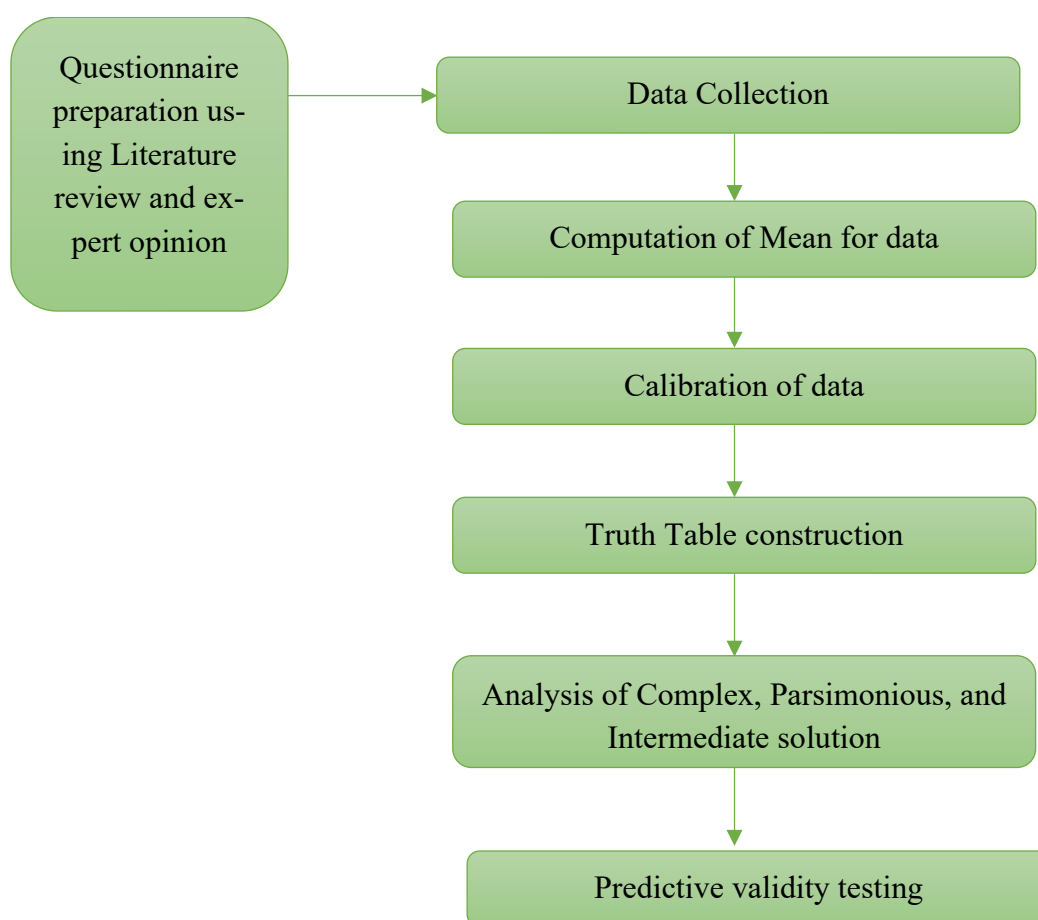 Questionnaire
preparation us-
ing Literature
review and ex-
pert opinion
Data Collection
Computation of Mean for data
Calibration of data
Truth Table construction
Analysis of Complex, Parsimonious, and
Intermediate solution
Predictive validity testing